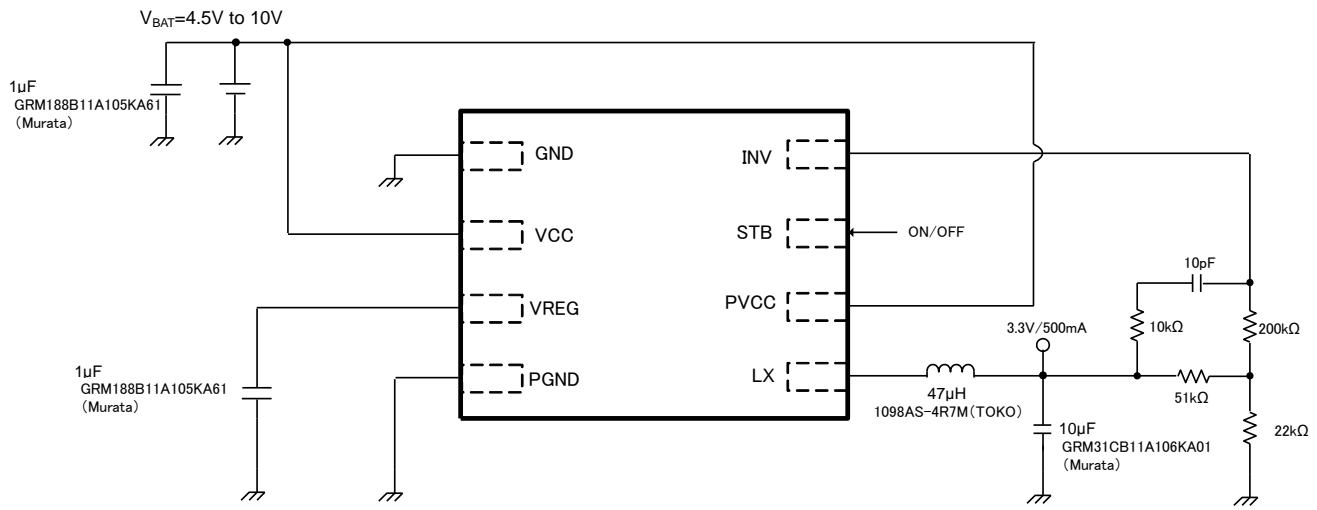 VBAT=4.5V to 10V
1μF
GRM188B11A105KA61
(Murata)
GND
VCC
VREG
PGND
INV
STB
PVCC
LX
ON/OFF
10pF
10kΩ
200kΩ
3.3V/500mA
47μH
1098AS-4R7M(TOKO)
51kΩ
22kΩ
10μF
GRM31CB11A106KA01
(Murata)
1μF
GRM188B11A105KA61
(Murata)